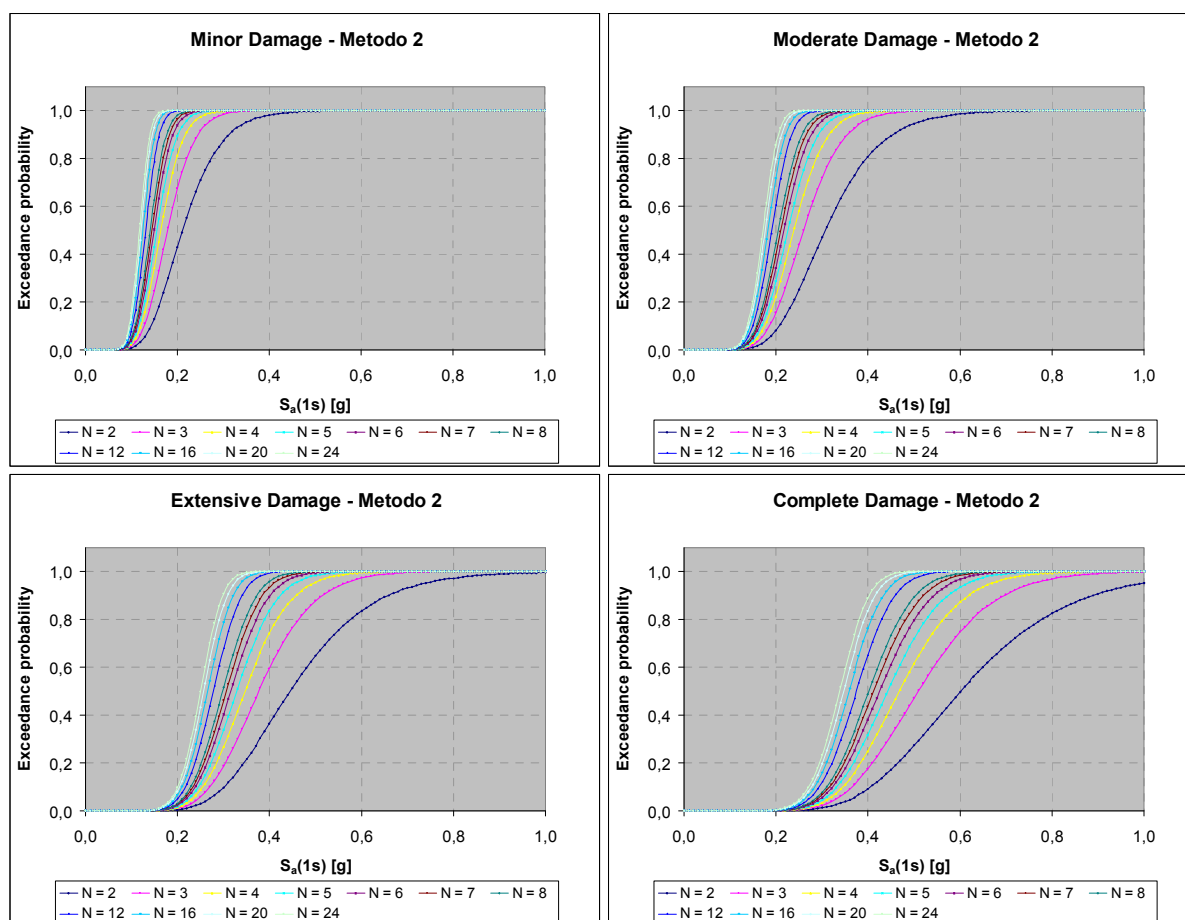 Minor Damage - Metodo 2
Exceedance probability
1,0
0,8
0,6
0,4
0,2
0,0
0,0 0,2 0,4 0,6 0,8 1,0
Sa(1s) [g]
N = 2 N = 3 N = 4 N = 5 N = 6 N = 7 N = 8
N = 12 N = 16 N = 20 N = 24
Moderate Damage - Metodo 2
Exceedance probability
1,0
0,8
0,6
0,4
0,2
0,0
0,0 0,2 0,4 0,6 0,8 1,0
Sa(1s) [g]
N = 2 N = 3 N = 4 N = 5 N = 6 N = 7 N = 8
N = 12 N = 16 N = 20 N = 24
Extensive Damage - Metodo 2
Exceedance probability
1,0
0,8
0,6
0,4
0,2
0,0
0,0 0,2 0,4 0,6 0,8 1,0
Sa(1s) [g]
N = 2 N = 3 N = 4 N = 5 N = 6 N = 7 N = 8
N = 12 N = 16 N = 20 N = 24
Complete Damage - Metodo 2
Exceedance probability
1,0
0,8
0,6
0,4
0,2
0,0
0,0 0,2 0,4 0,6 0,8 1,0
Sa(1s) [g]
N = 2 N = 3 N = 4 N = 5 N = 6 N = 7 N = 8
N = 12 N = 16 N = 20 N = 24